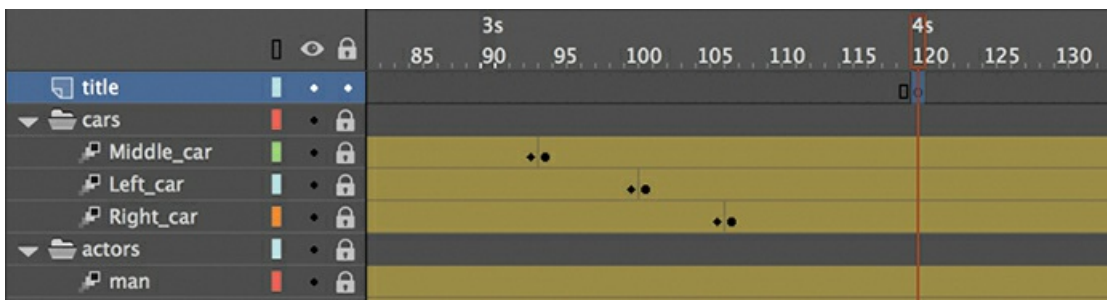 3s 4s
85 90 95 100 105 110 115 120 125 130
title
cars
Middle_car
Left_car
Right_car
actors
man